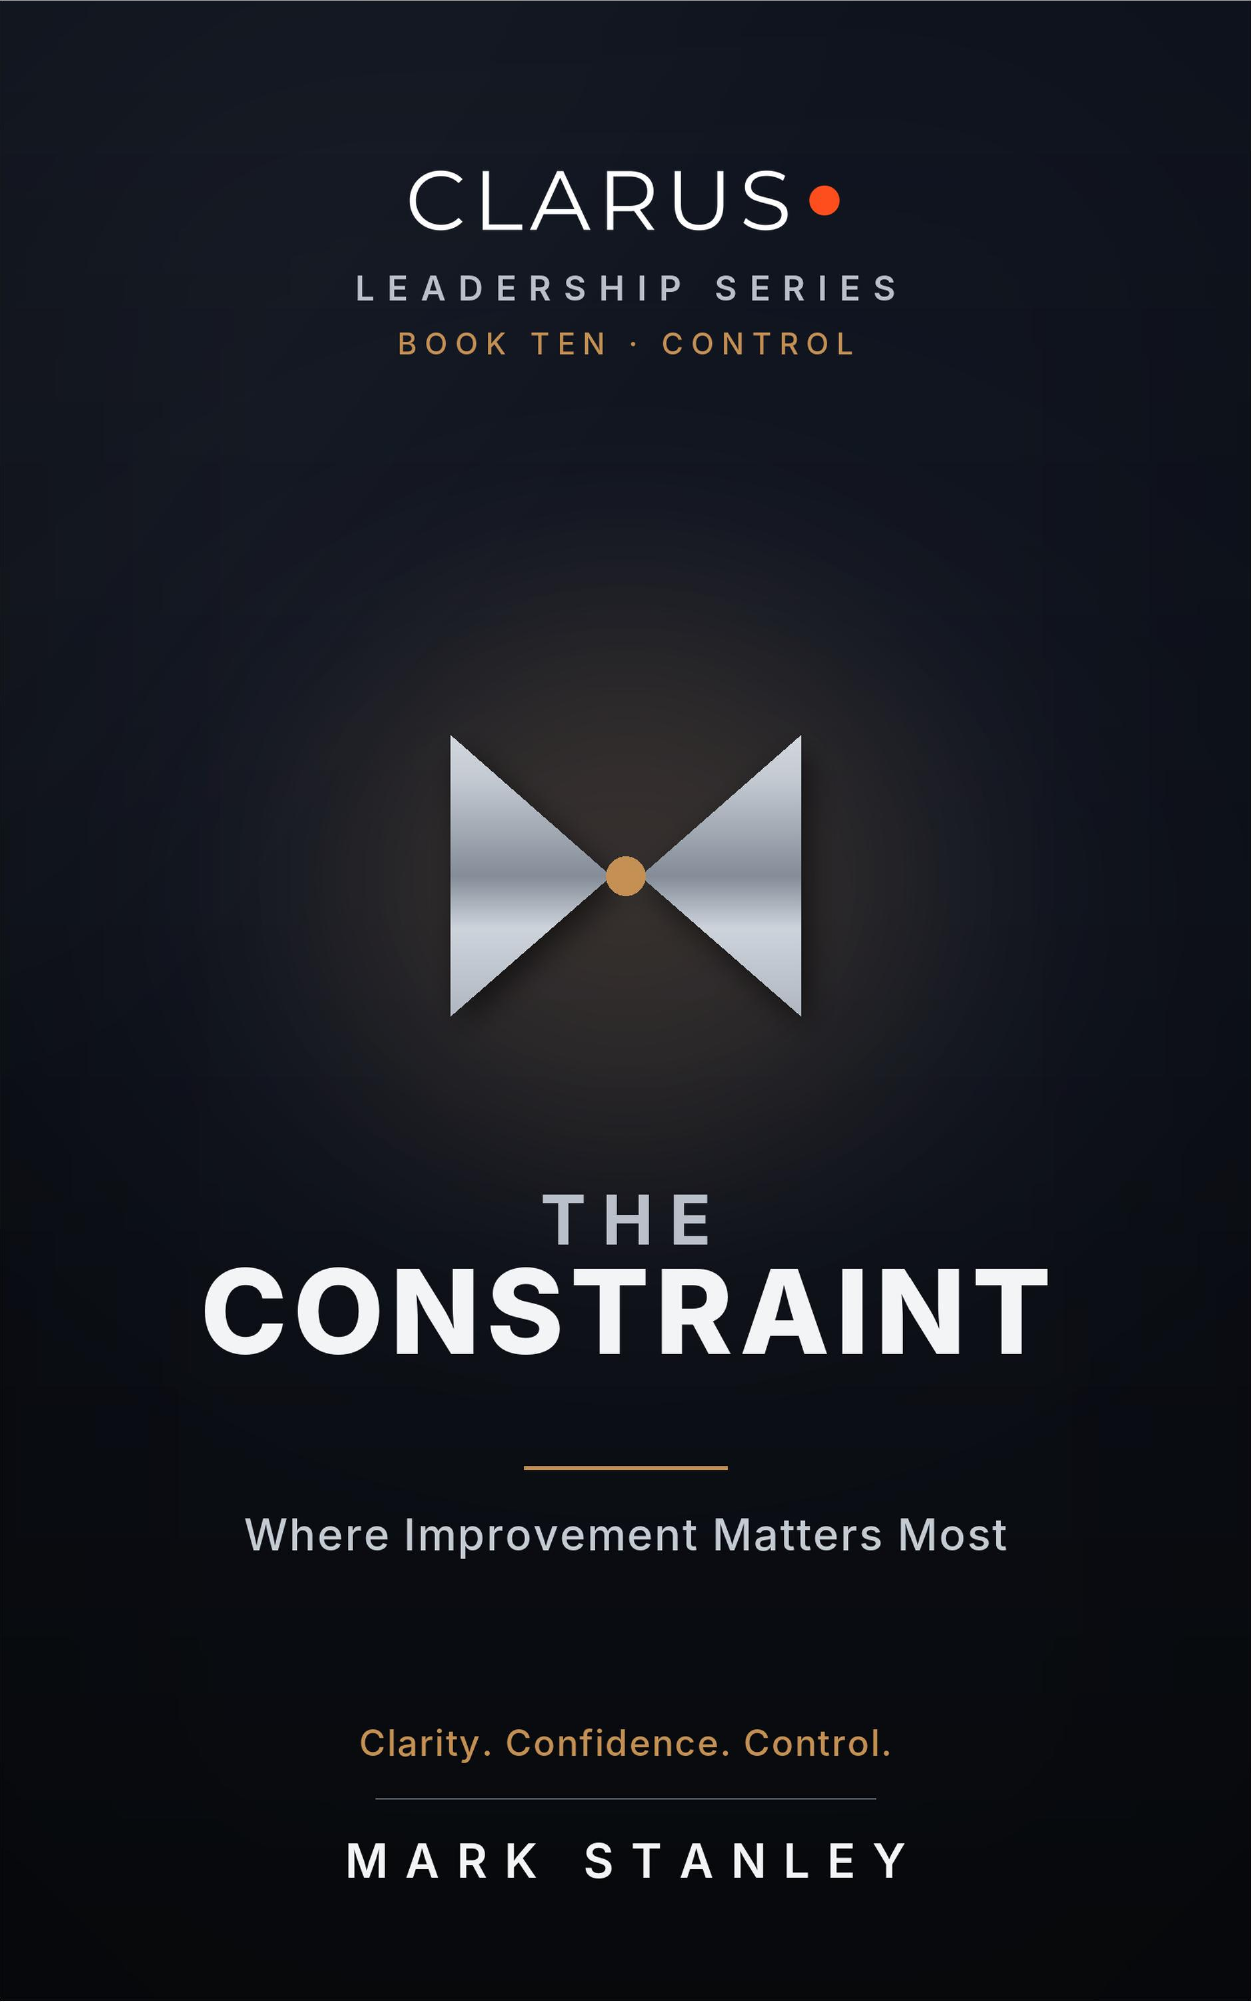 CLARUS
LEADERSHIP SERIES
BOOK TEN · CONTROL
THE
CONSTRAINT
Where Improvement Matters Most
Clarity. Confidence. Control.
MARK STANLEY